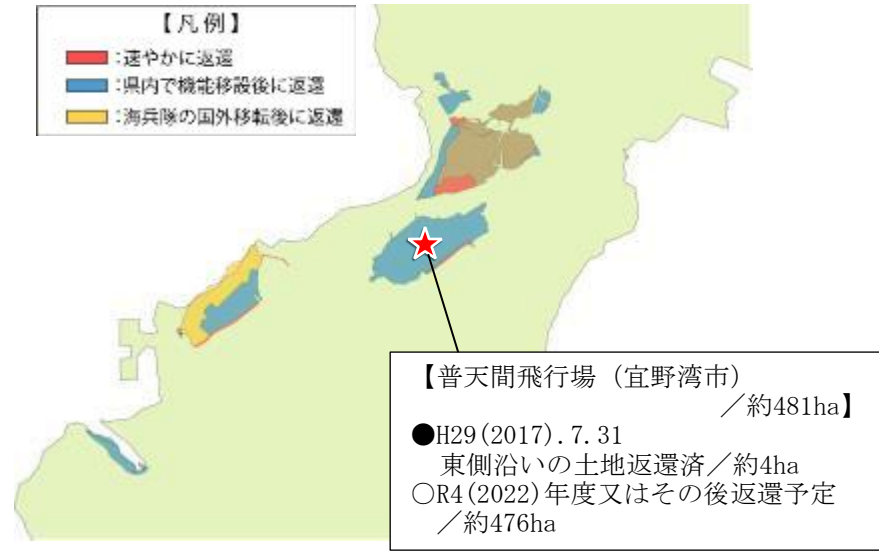 【凡例】
:速やかに返還
:県内で機能移設後に返還
:海兵隊の国外移転後に返還
【普天間飛行場（宜野湾市）
／約481ha】
●H29(2017).7.31
東側沿いの土地返還済／約4ha
○R4(2022)年度又はその後返還予定
／約476ha